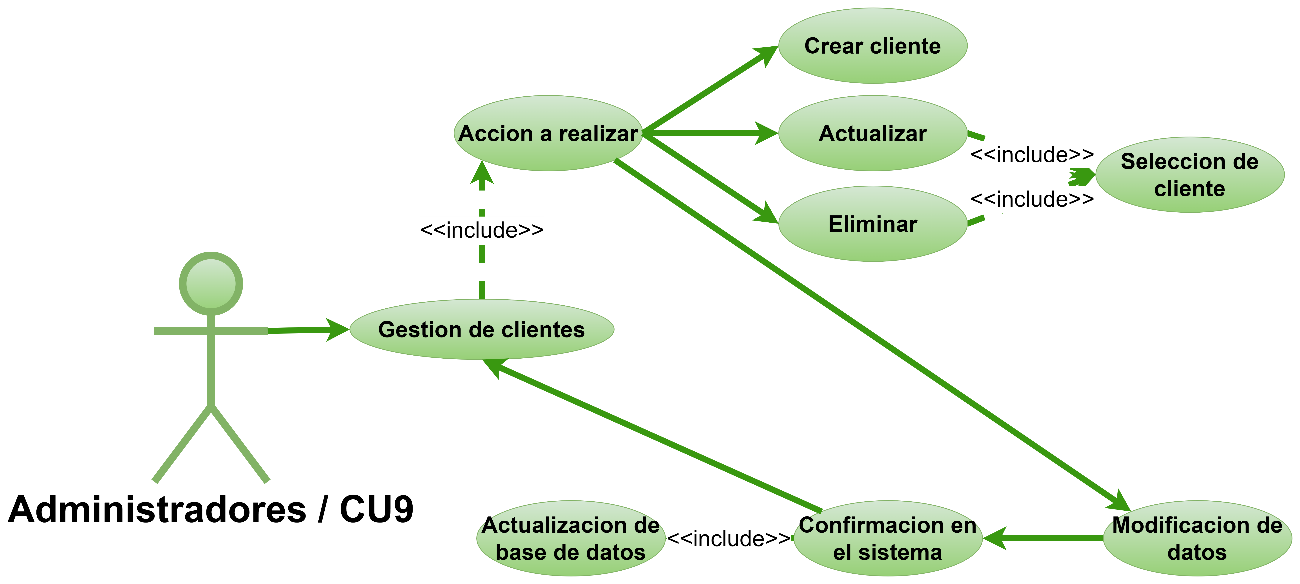 Crear cliente
Accion a realizar
Actualizar
<<include>>
Seleccion de
cliente
<<include>>
Eliminar
<<include>>
Gestion de clientes
Administradores / CU9
Actualizacion de
base de datos
<<include>>
Confirmacion en
el sistema
Modificacion de
datos